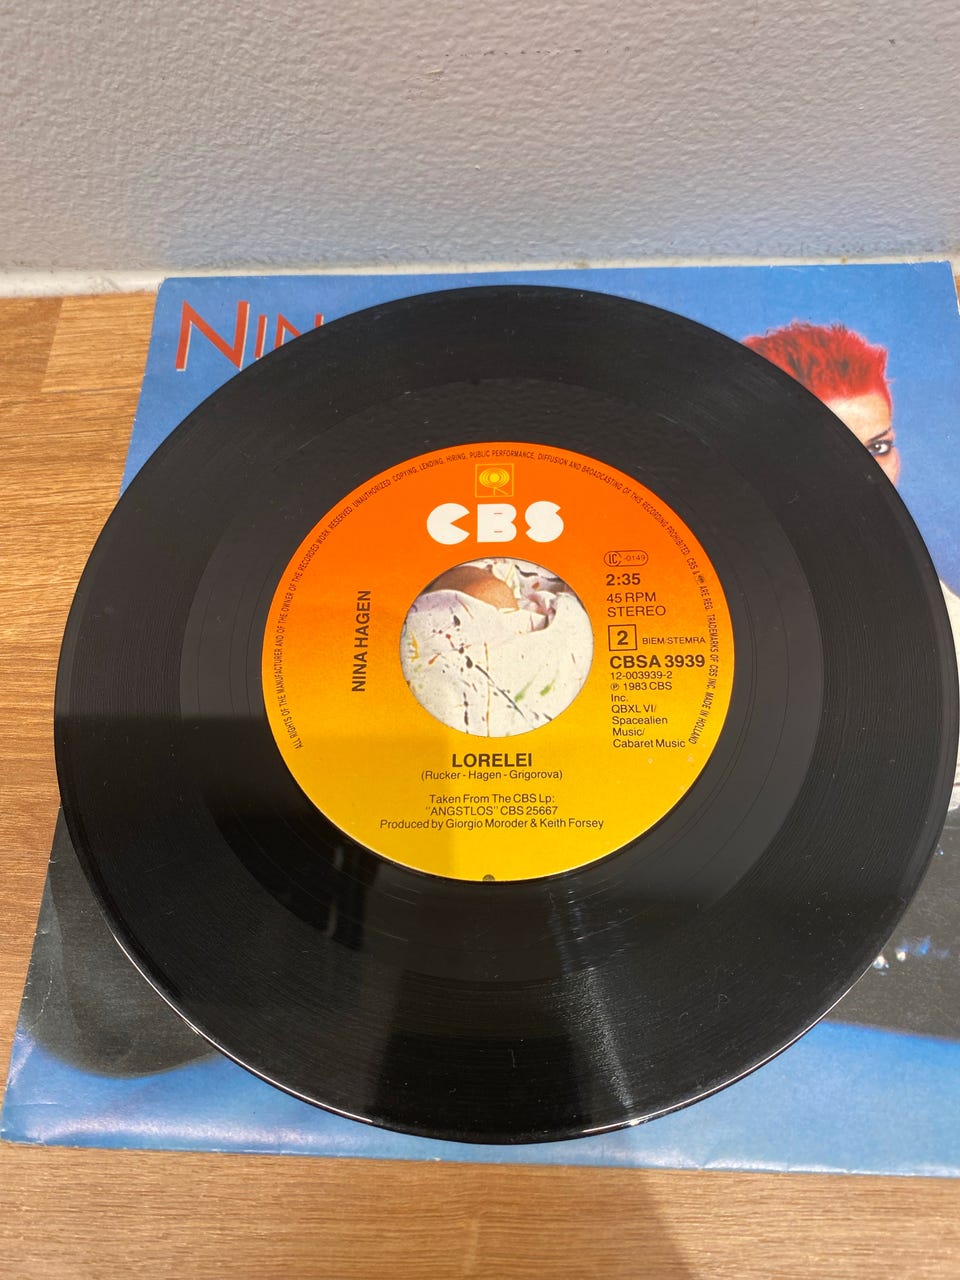 NIN
ALL RIGHTS OF THE MANUFACTURER AND OF THE OWNER OF THE RECORDED WORK RESERVED. UNAUTHORIZED COPYING, LENDING, HIRING, PUBLIC PERFORMANCE, DIFFUSION AND BROADCASTING OF THIS RECORDING PROHIBITED. CBS & ARE REG. TRADEMARKS OF CBS INC. MADE IN HOLLAND
CBS
NINA HAGEN
LC -0149
2:35
45 RPM
STEREO
2 BIEM/STEMRA
CBSA 3939
12-003939-2
℗ 1983 CBS
Inc.
QBXL VI/
Spacealien
Music/
Cabaret Music
LORELEI
(Rucker - Hagen - Grigorova)
Taken From The CBS Lp:
"ANGSTLOS" CBS 25667
Produced by Giorgio Moroder & Keith Forsey